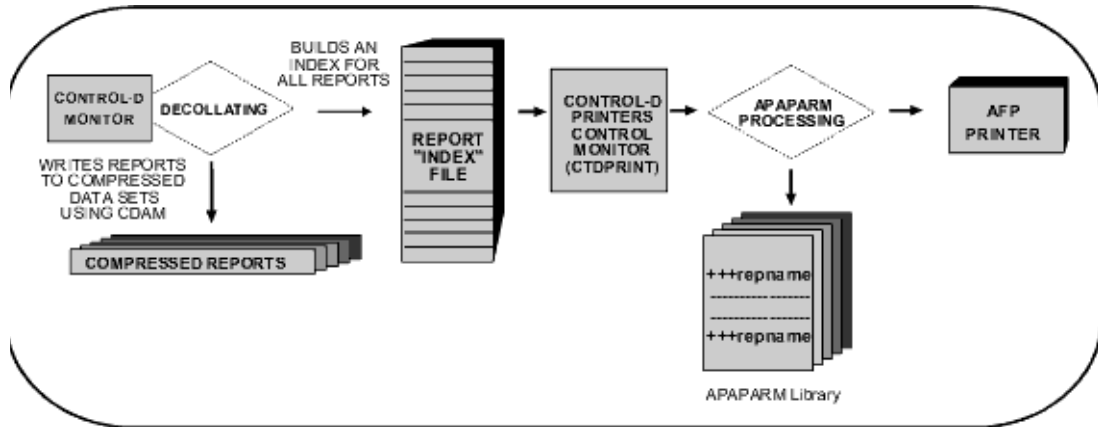 CONTROL-D
MONITOR
DECOLLATING
BUILDS AN
INDEX FOR
ALL REPORTS
WRITES REPORTS
TO COMPRESSED
DATA SETS
USING CDAM
COMPRESSED REPORTS
REPORT
"INDEX"
FILE
CONTROL-D
PRINTERS
CONTROL
MONITOR
(CTDPRINT)
APAPARM
PROCESSING
AFP
PRINTER
+++repname
---------------------
---------------------
+++repname
APAPARM Library